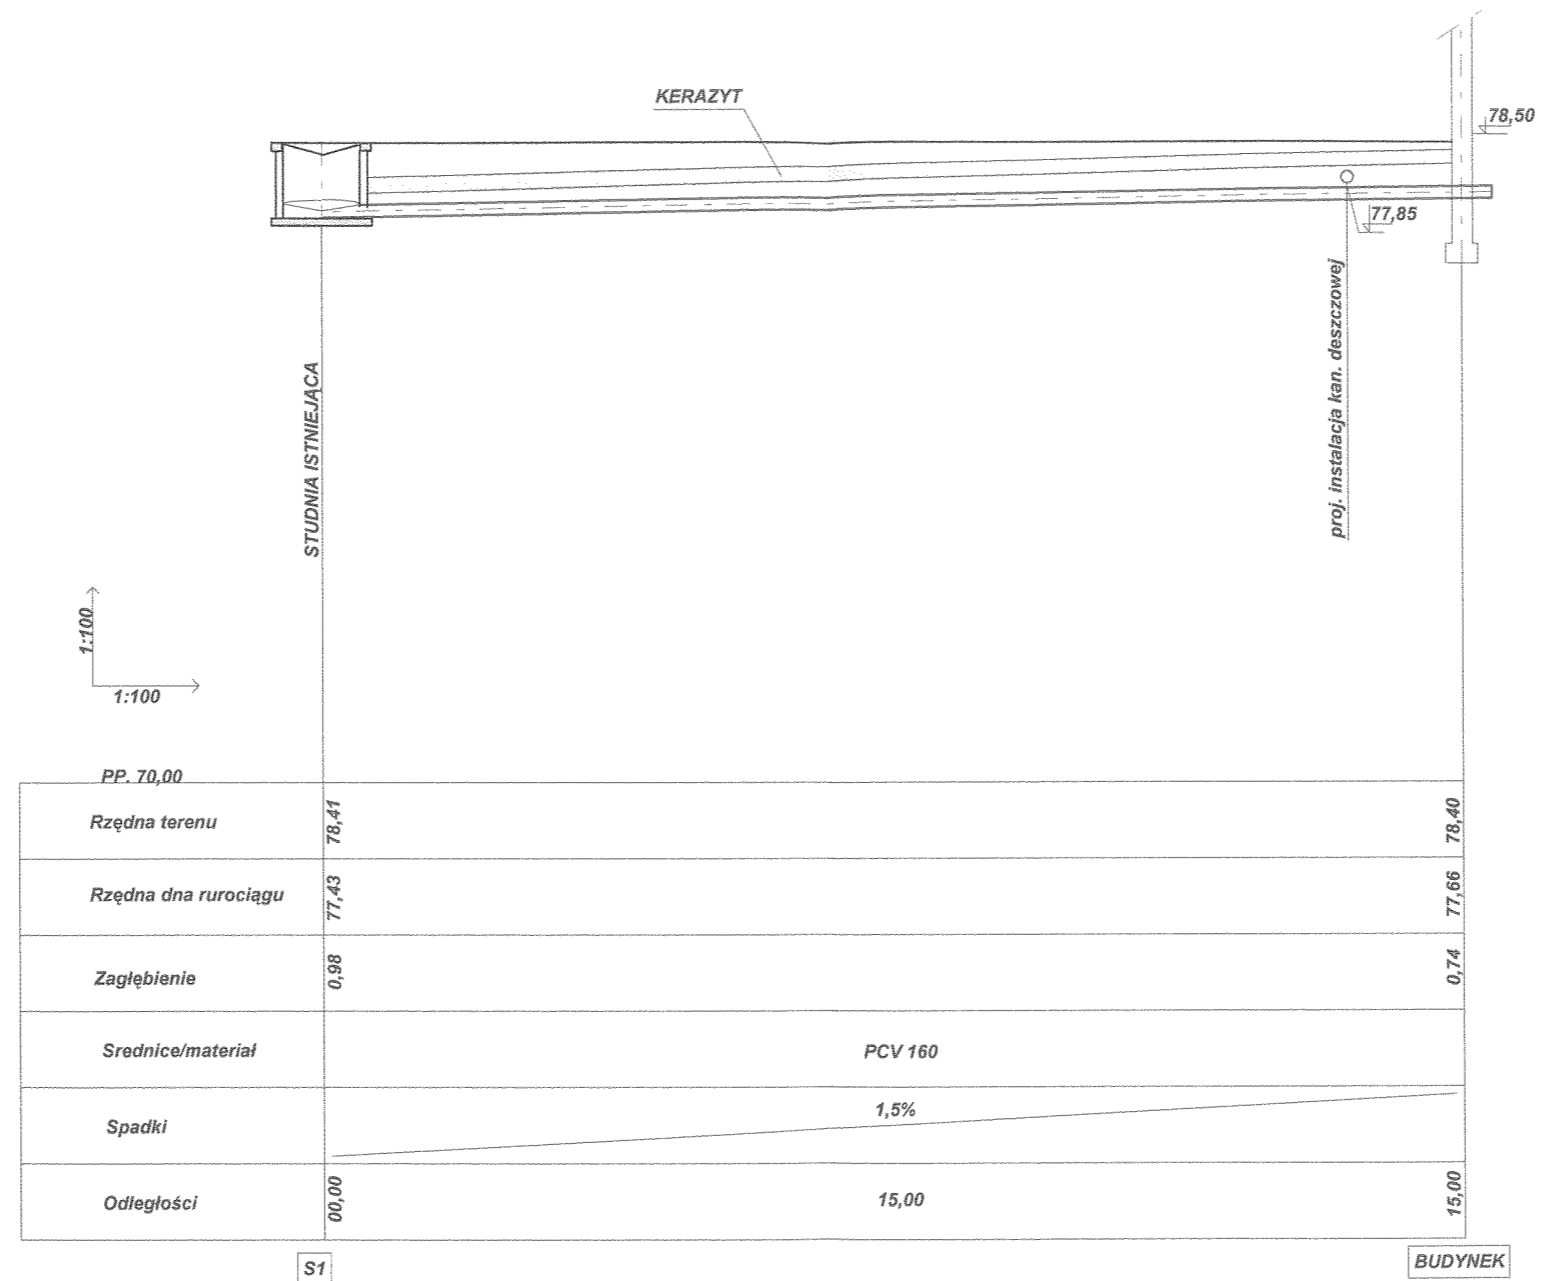 KERAZYT
78,50
77,85
proj. instalacja kan. deszczowej
STUDNIA ISTNIEJĄCA
1:100
1:100
PP. 70,00
Rzędna terenu 78,41 78,40
Rzędna dna rurociągu 77,43 77,66
Zagłębienie 0,98 0,74
Srednice/materiał PCV 160
Spadki 1,5%
Odległości 00,00 15,00 15,00
S1 BUDYNEK